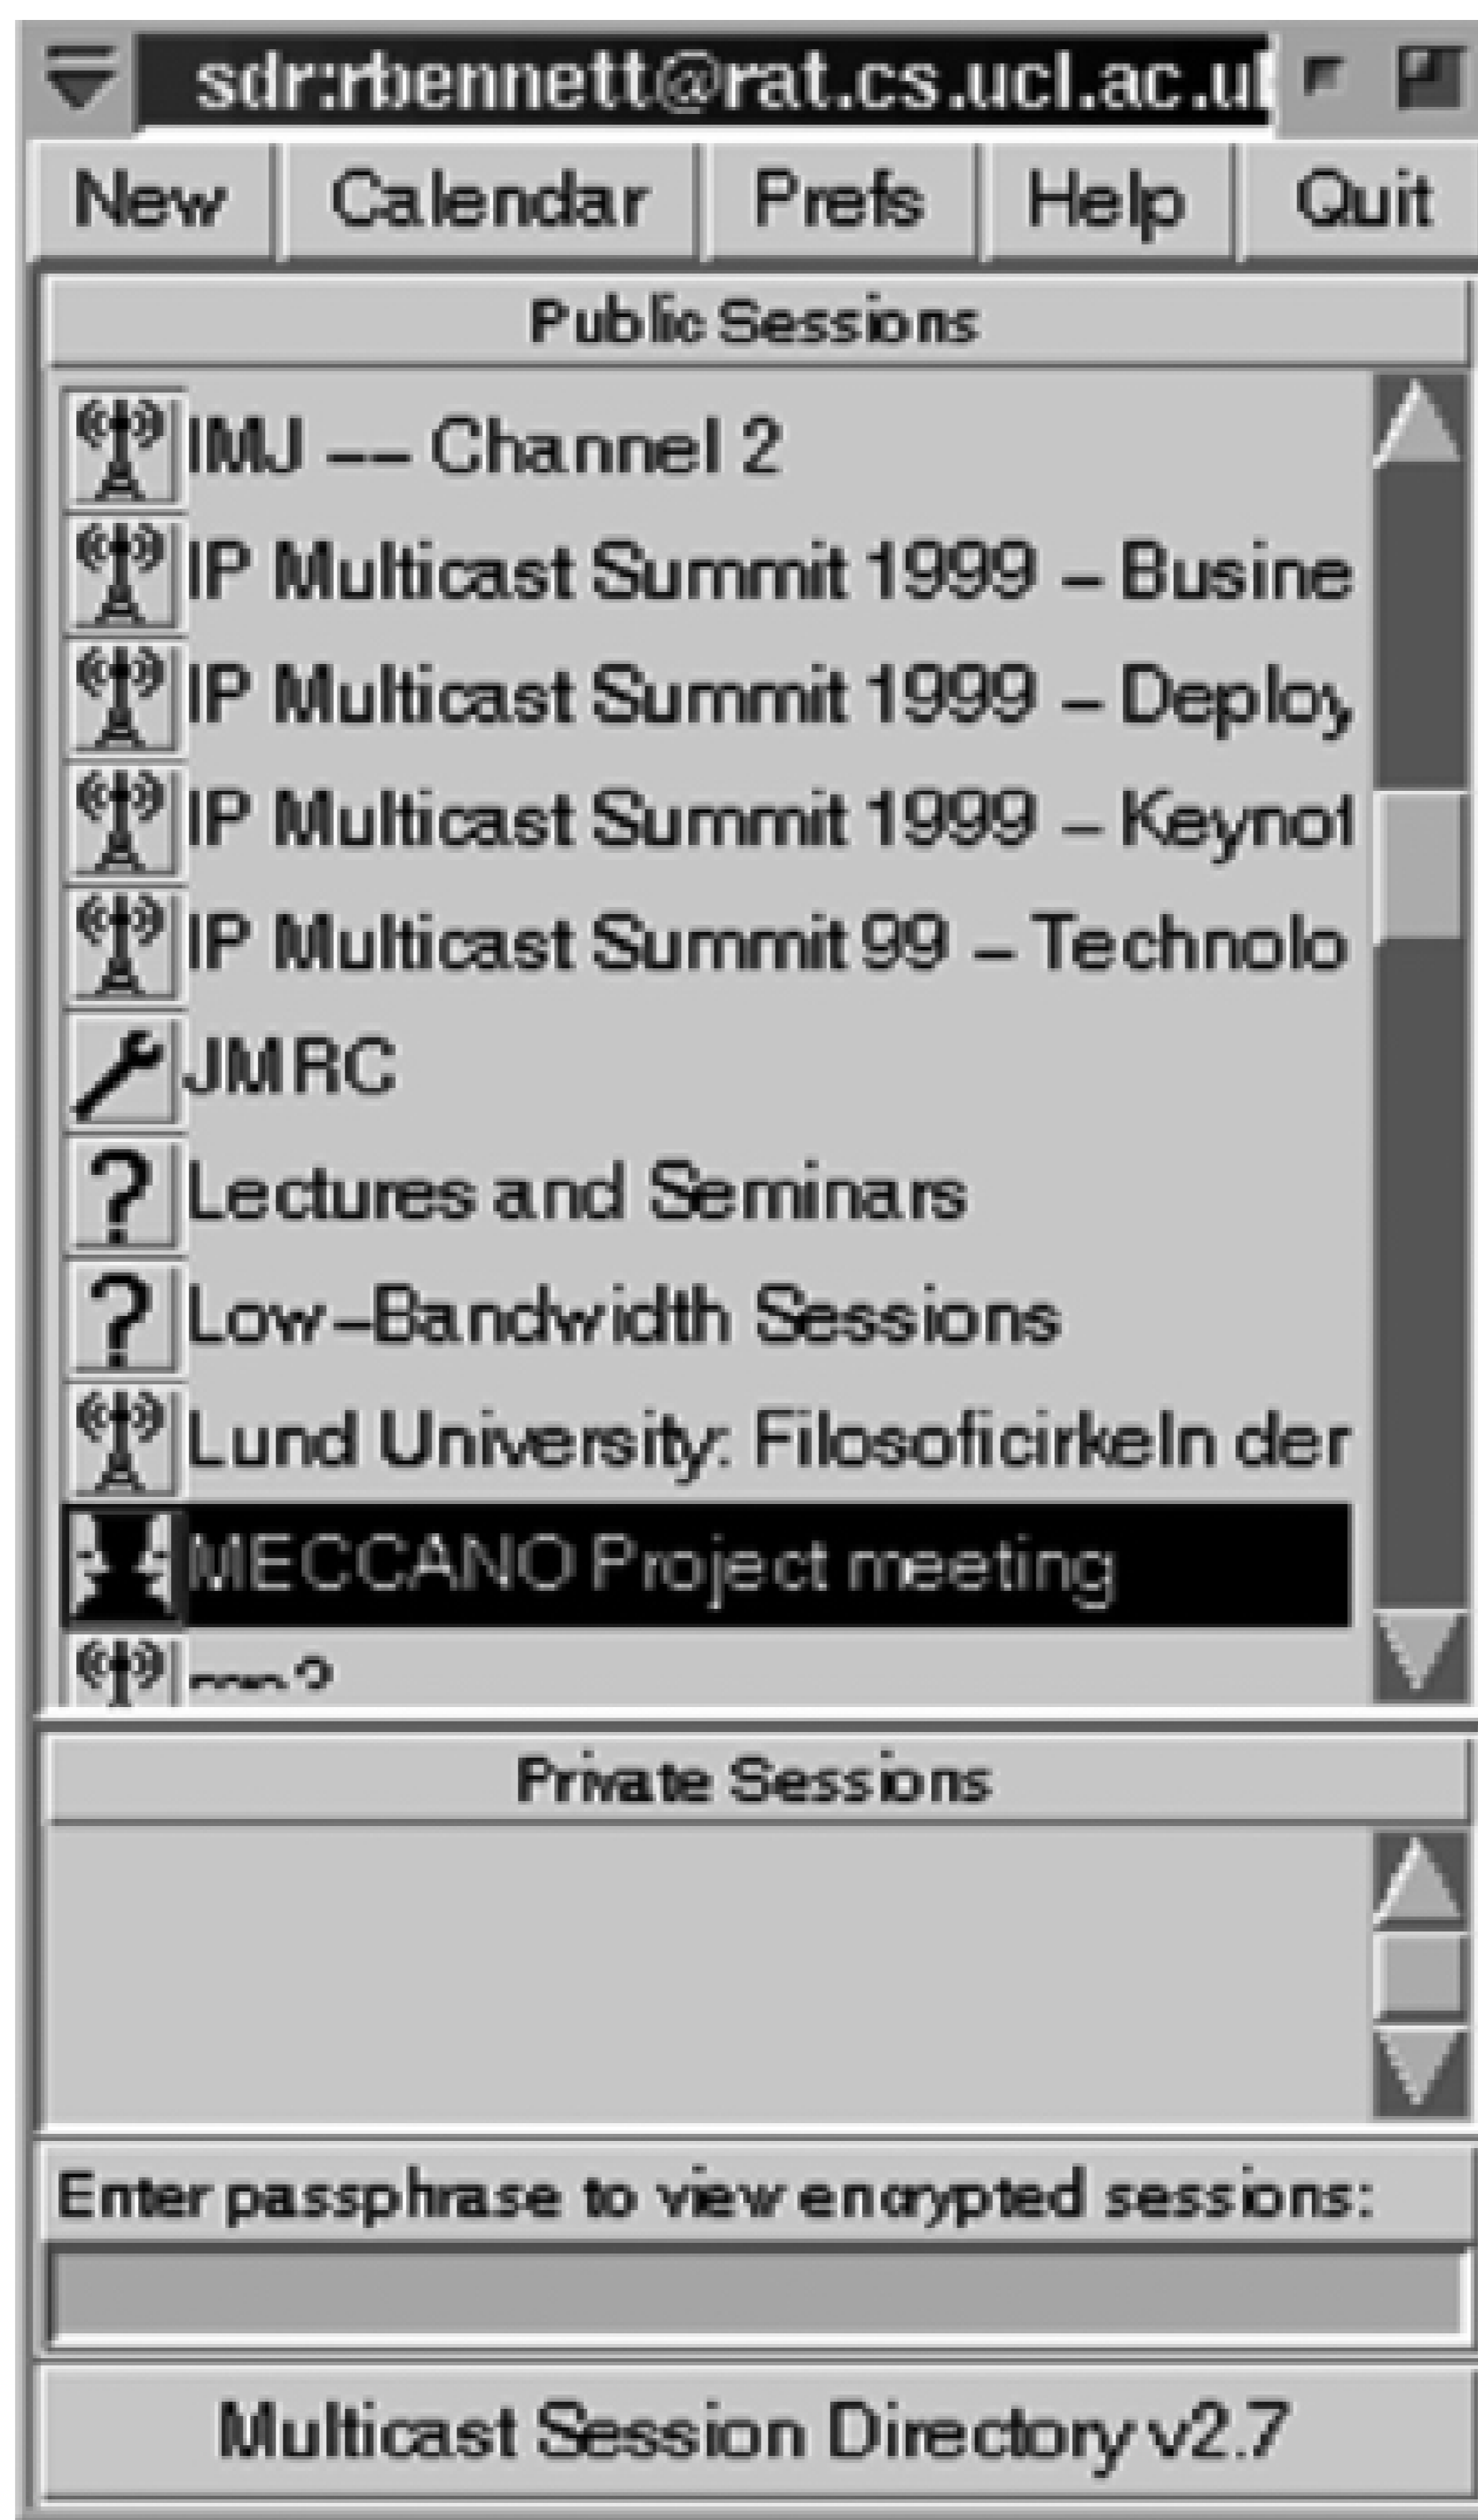 sdr:rbennett@rat.cs.ucl.ac.u
New Calendar Prefs Help Quit
Public Sessions
IMJ -- Channel 2
IP Multicast Summit 1999 - Busine
IP Multicast Summit 1999 - Deploy
IP Multicast Summit 1999 - Keynot
IP Multicast Summit 99 - Technolo
JMRC
? Lectures and Seminars
? Low-Bandwidth Sessions
Lund University: Filosoficirkeln der
MECCANO Project meeting
Private Sessions
Enter passphrase to view encrypted sessions:
Multicast Session Directory v2.7